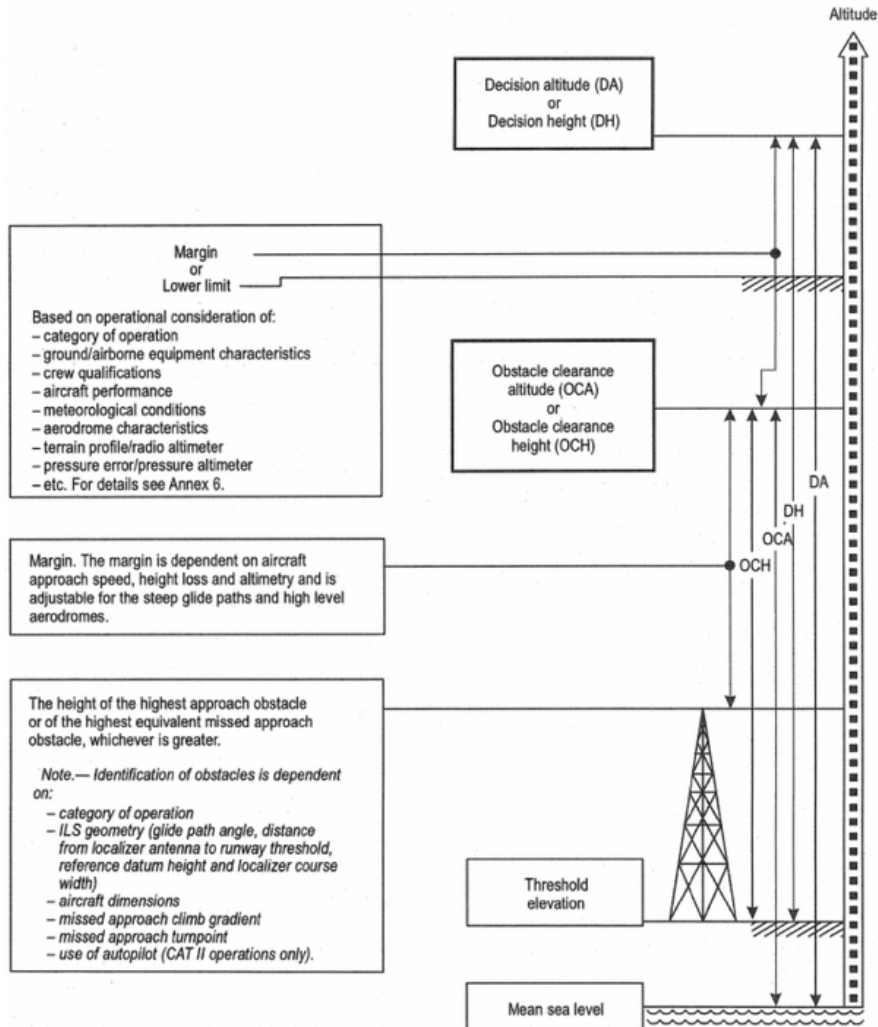 Altitude
Decision altitude (DA)
or
Decision height (DH)
Margin
or
Lower limit
Based on operational consideration of:
– category of operation
– ground/airborne equipment characteristics
– crew qualifications
– aircraft performance
– meteorological conditions
– aerodrome characteristics
– terrain profile/radio altimeter
– pressure error/pressure altimeter
– etc. For details see Annex 6.
Obstacle clearance
altitude (OCA)
or
Obstacle clearance
height (OCH)
DA
DH
OCA
OCH
Margin. The margin is dependent on aircraft
approach speed, height loss and altimetry and is
adjustable for the steep glide paths and high level
aerodromes.
The height of the highest approach obstacle
or of the highest equivalent missed approach
obstacle, whichever is greater.
Note.— Identification of obstacles is dependent
on:
– category of operation
– ILS geometry (glide path angle, distance
from localizer antenna to runway threshold,
reference datum height and localizer course
width)
– aircraft dimensions
– missed approach climb gradient
– missed approach turnpoint
– use of autopilot (CAT II operations only).
Threshold
elevation
Mean sea level